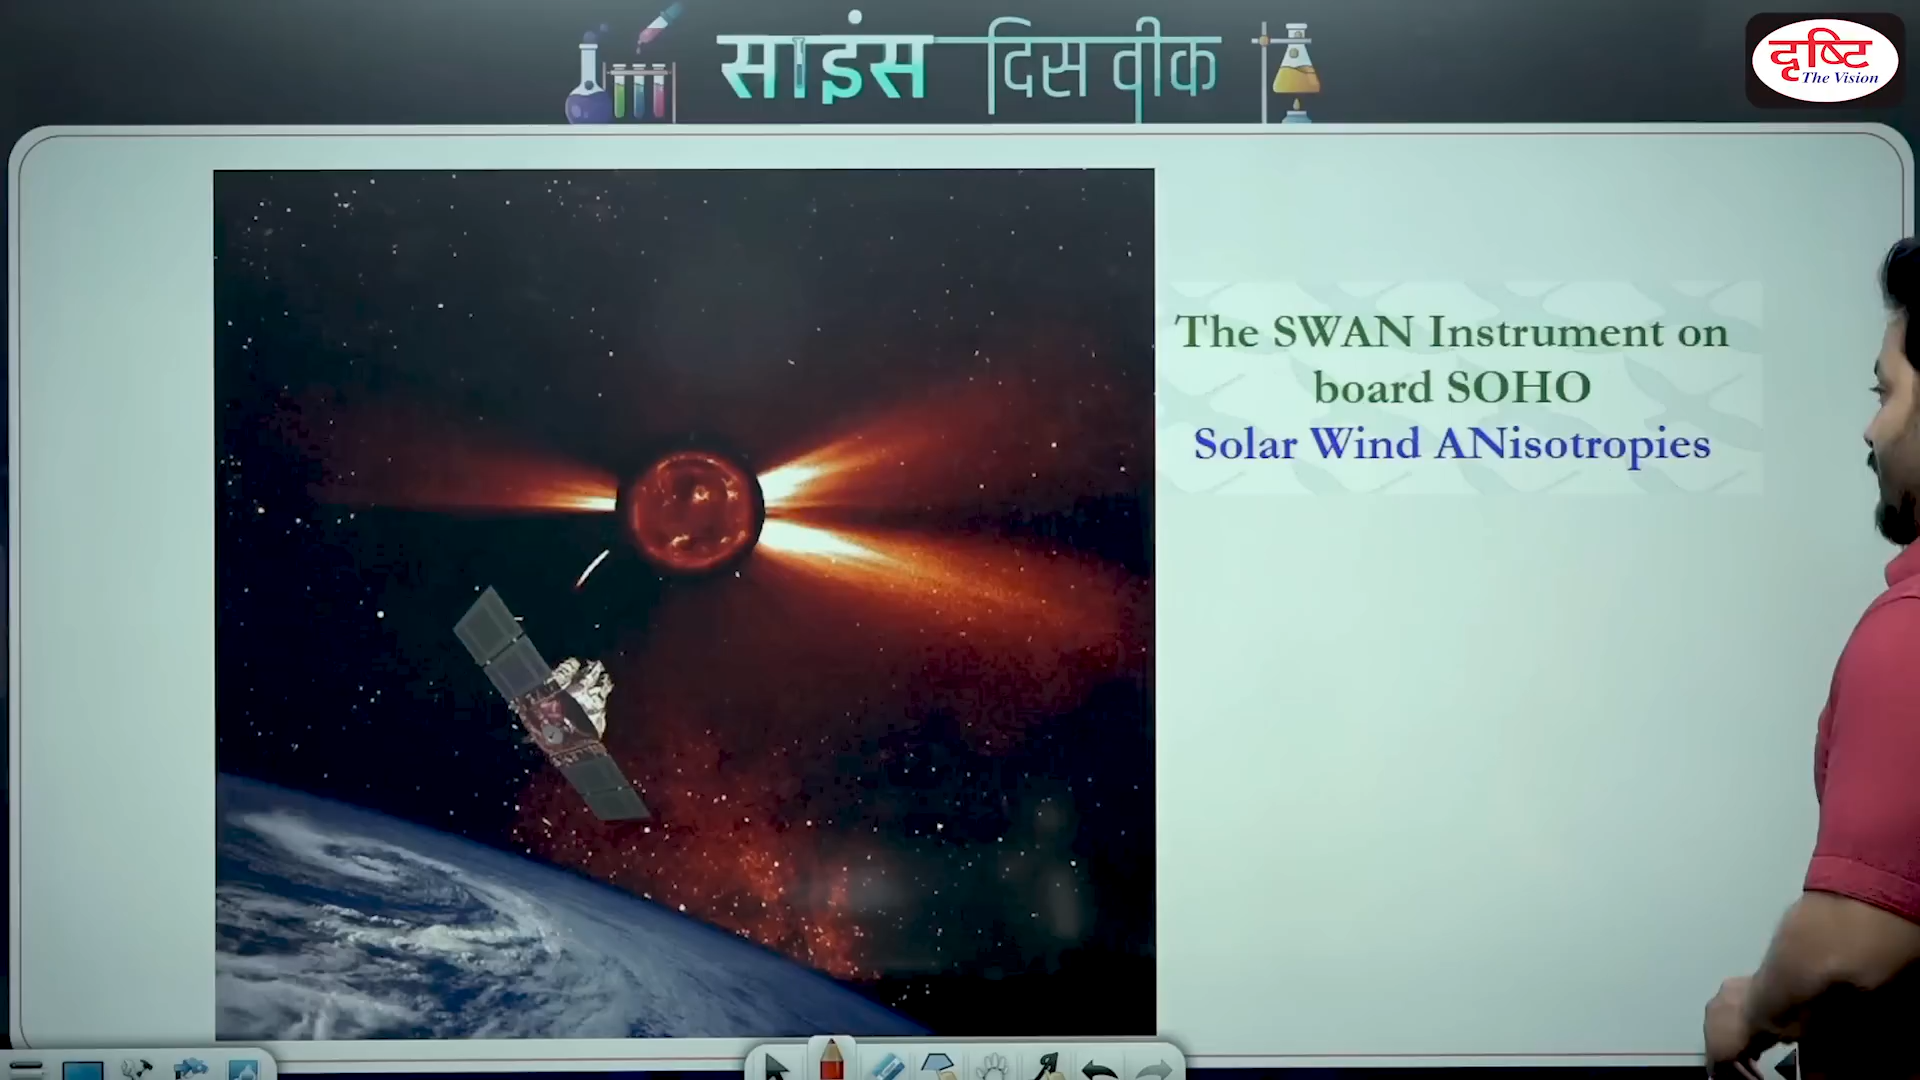 साइंस दिस वीक
दृष्टि
The Vision
The SWAN Instrument on
board SOHO
Solar Wind ANisotropies